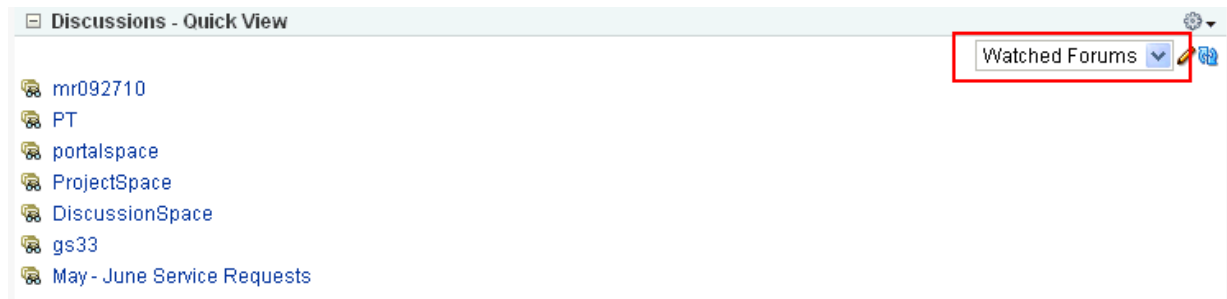 Discussions - Quick View
Watched Forums
mr092710
PT
portalspace
ProjectSpace
DiscussionSpace
gs33
May - June Service Requests